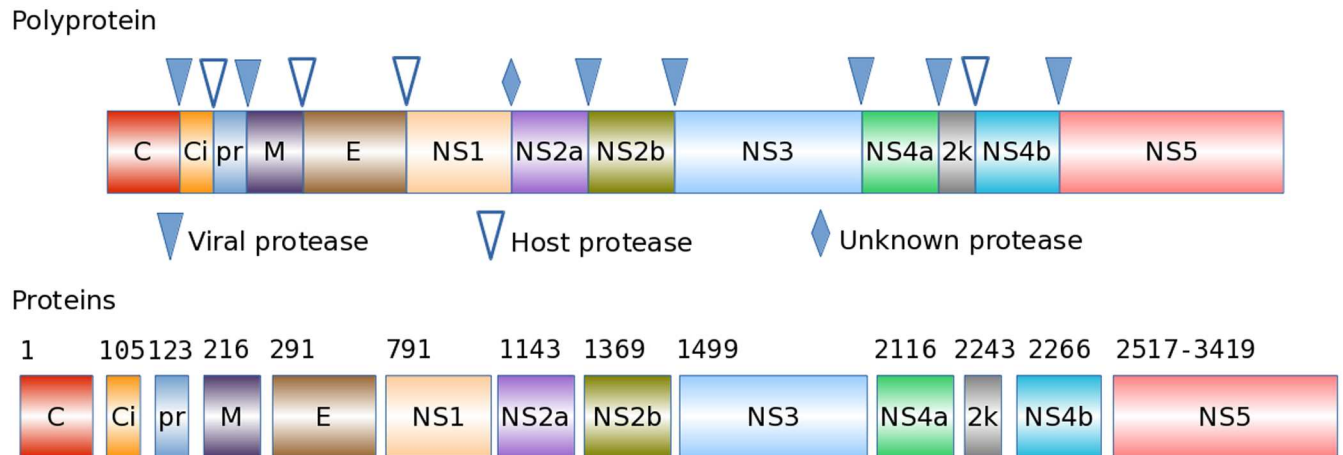 Polyprotein
C Ci pr M E NS1 NS2a NS2b NS3 NS4a 2k NS4b NS5
Viral protease Host protease Unknown protease
Proteins
1 105 123 216 291 791 1143 1369 1499 2116 2243 2266 2517-3419
C Ci pr M E NS1 NS2a NS2b NS3 NS4a 2k NS4b NS5